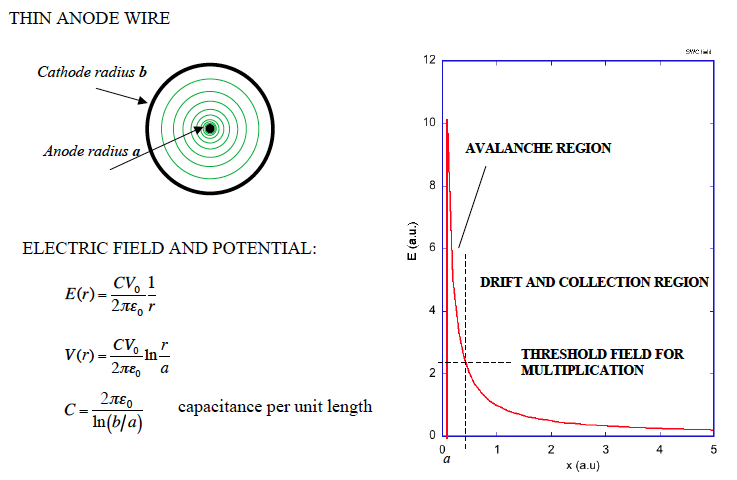 THIN ANODE WIRE
Cathode radius b
Anode radius a
ELECTRIC FIELD AND POTENTIAL:
E(r) = CV₀/2πε₀ 1/r
V(r) = CV₀/2πε₀ ln r/a
C = 2πε₀/ln(b/a) capacitance per unit length
SWC field
12
10
8
6
4
2
0
E (a.u.)
AVALANCHE REGION
DRIFT AND COLLECTION REGION
THRESHOLD FIELD FOR
MULTIPLICATION
0 1 2 3 4 5
a
x (a.u)